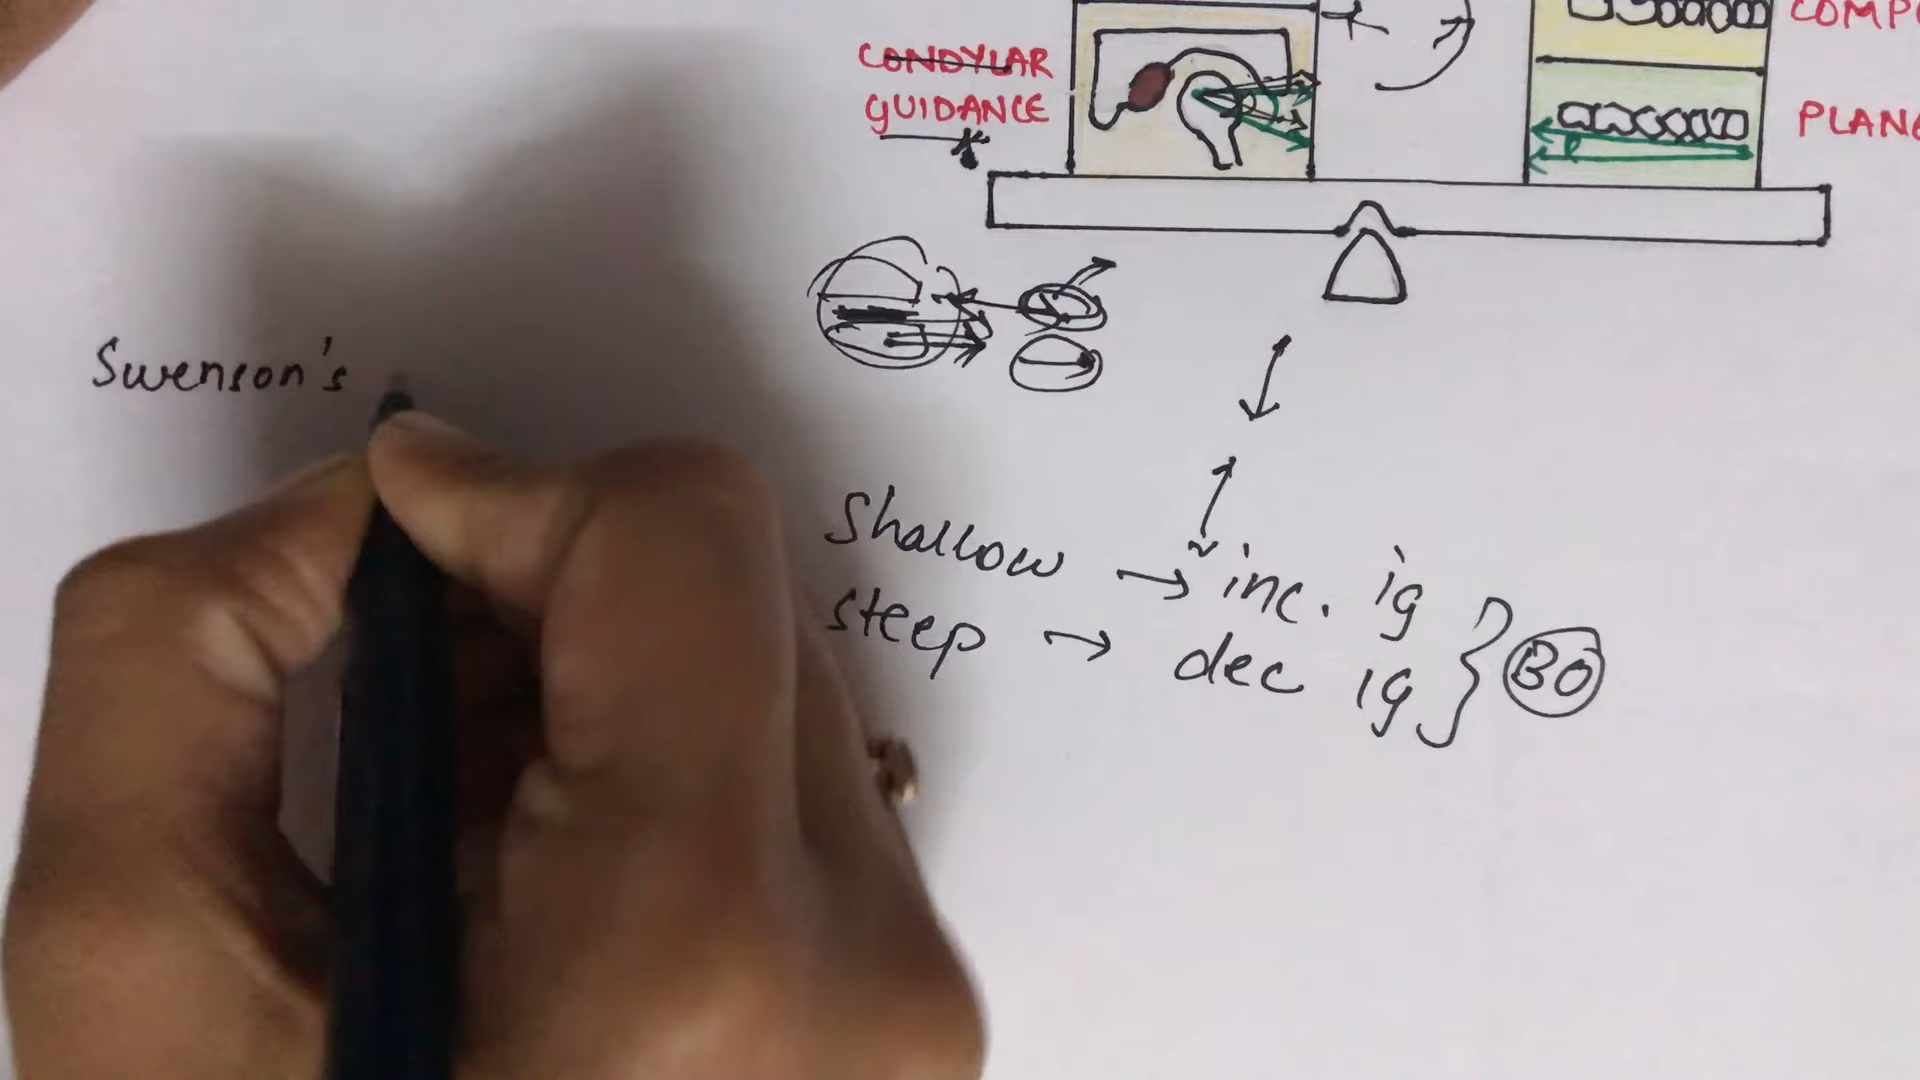 COMP
CONDYLAR
GUIDANCE
PLANE
Swenson's
Shallow → inc. ig
steep → dec ig } BO